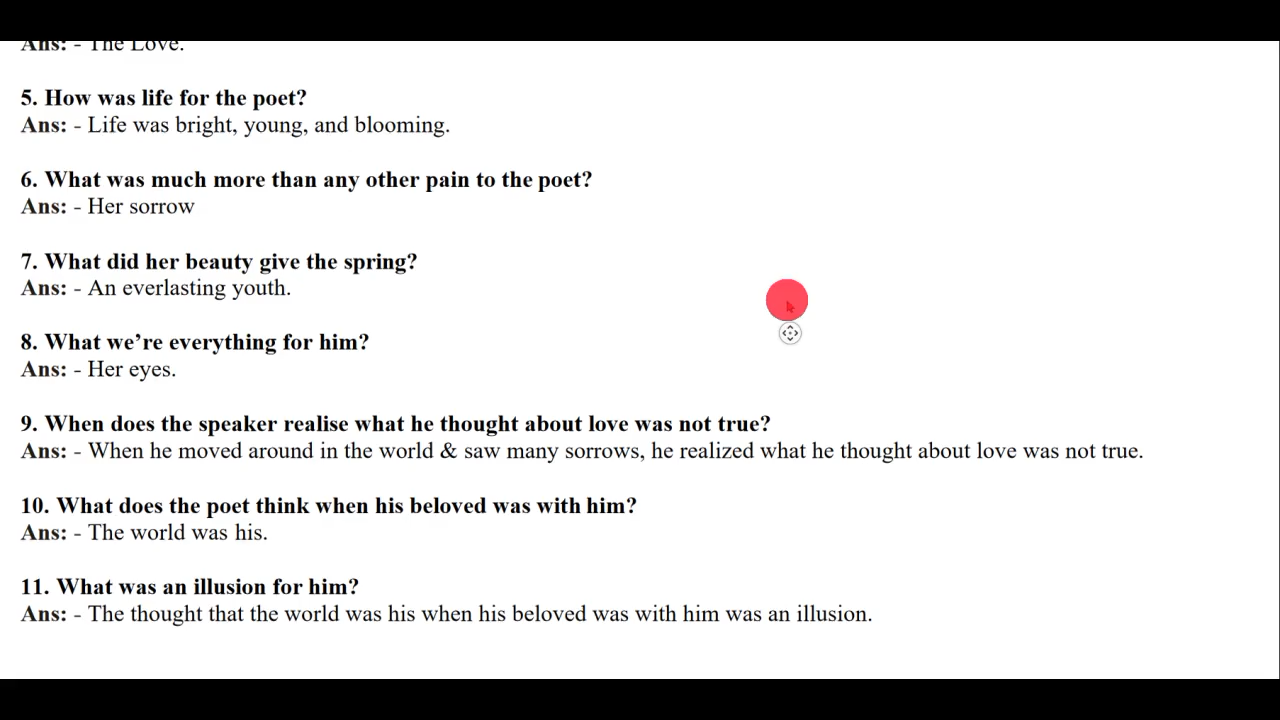 Ans: - The Love.
5. How was life for the poet?
Ans: - Life was bright, young, and blooming.
6. What was much more than any other pain to the poet?
Ans: - Her sorrow
7. What did her beauty give the spring?
Ans: - An everlasting youth.
8. What we’re everything for him?
Ans: - Her eyes.
9. When does the speaker realise what he thought about love was not true?
Ans: - When he moved around in the world & saw many sorrows, he realized what he thought about love was not true.
10. What does the poet think when his beloved was with him?
Ans: - The world was his.
11. What was an illusion for him?
Ans: - The thought that the world was his when his beloved was with him was an illusion.